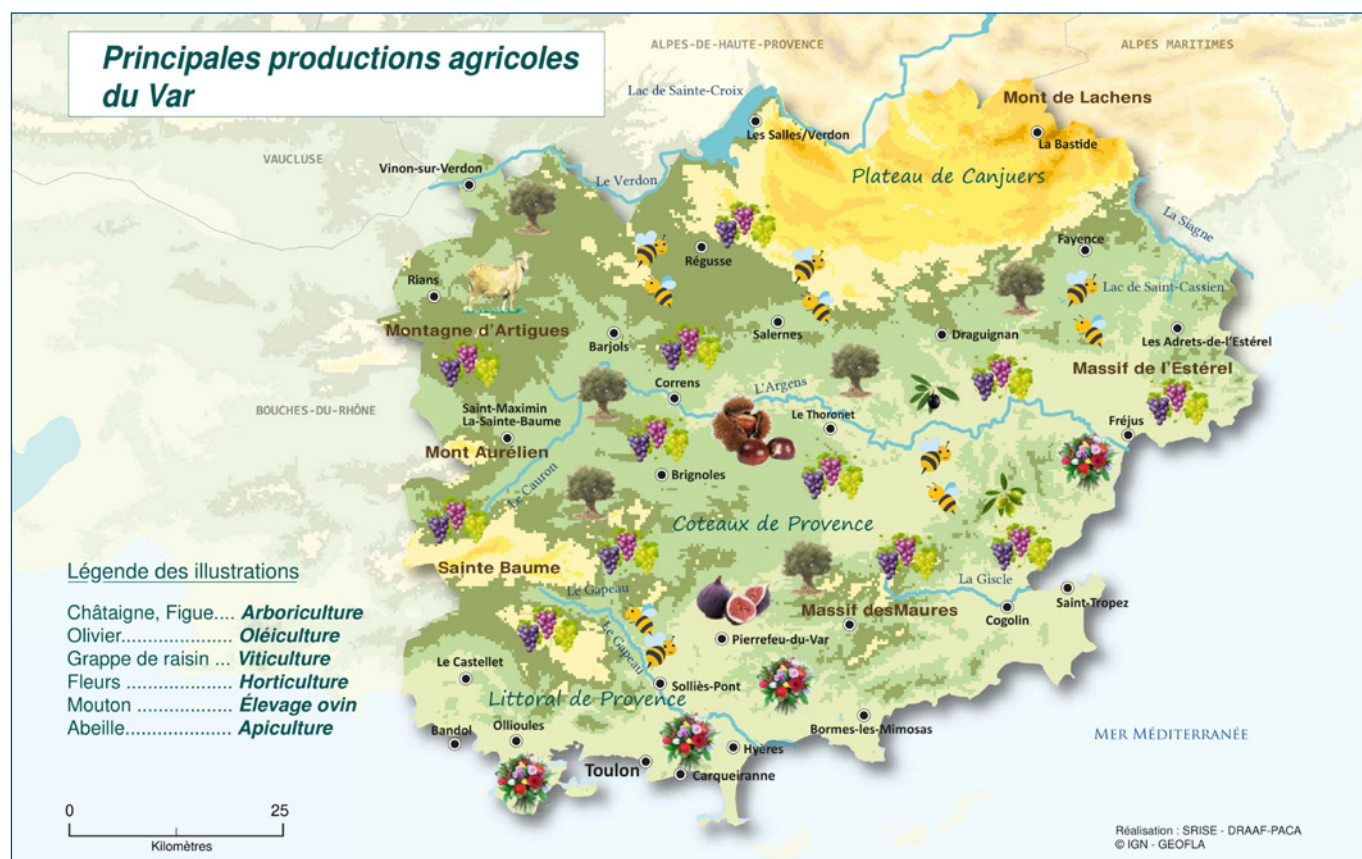 Principales productions agricoles
du Var
ALPES-DE-HAUTE-PROVENCE
ALPES MARITIMES
Lac de Sainte-Croix
Mont de Lachens
Les Salles/Verdon
La Bastide
VAUCLUSE
Vinon-sur-Verdon
Le Verdon
Plateau de Canjuers
La Siagne
Fayence
Régusse
Rians
Lac de Saint-Cassien
Montagne d'Artigues
Barjols
Salernes
Draguignan
Les Adrets-de-l'Estérel
Massif de l'Estérel
Correns
L'Argens
BOUCHES-DU-RHÔNE
Saint-Maximin
La-Sainte-Baume
Le Thoronet
Fréjus
Mont Aurélien
Brignoles
Le Cauron
Coteaux de Provence
Sainte Baume
Légende des illustrations
Châtaigne, Figue.... Arboriculture
Olivier..................... Oléiculture
Grappe de raisin ... Viticulture
Fleurs .................... Horticulture
Mouton .................. Élevage ovin
Abeille.................... Apiculture
Le Gapeau
La Giscle
Saint-Tropez
Massif desMaures
Cogolin
Le Gapeau
Pierrefeu-du-Var
Le Castellet
Solliès-Pont
Littoral de Provence
Bormes-les-Mimosas
Bandol
Ollioules
Hyères
MER MÉDITERRANÉE
Toulon
Carqueiranne
0 25
Kilomètres
Réalisation : SRISE - DRAAF-PACA
© IGN - GEOFLA